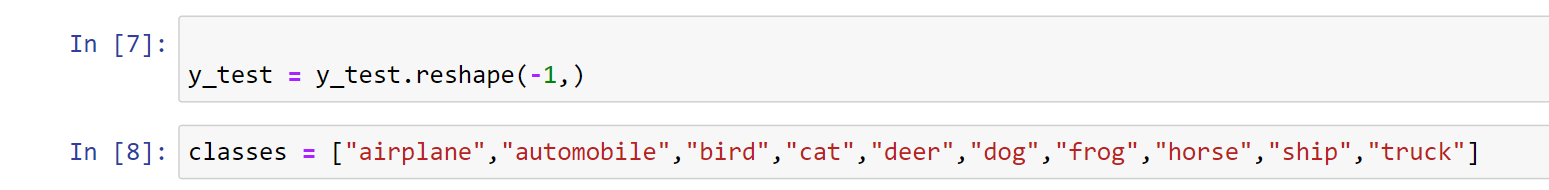 In [7]:
y_test = y_test.reshape(-1,)
In [8]: classes = ["airplane","automobile","bird","cat","deer","dog","frog","horse","ship","truck"]